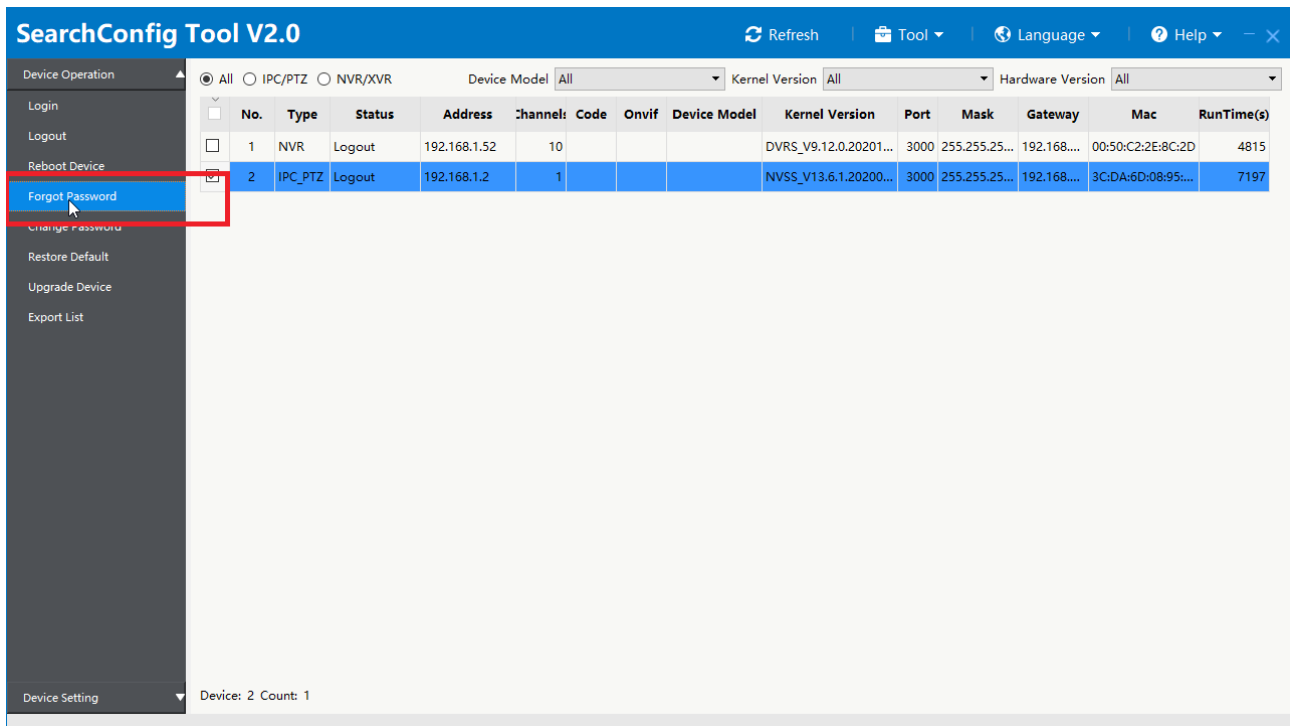 SearchConfig Tool V2.0
Refresh Tool Language Help
Device Operation
All IPC/PTZ NVR/XVR Device Model All Kernel Version All Hardware Version All
Login
Logout
Reboot Device
Forgot Password
Change Password
Restore Default
Upgrade Device
Export List
No. Type Status Address Channels Code Onvif Device Model Kernel Version Port Mask Gateway Mac RunTime(s)
1 NVR Logout 192.168.1.52 10 DVRS_V9.12.0.20201... 3000 255.255.25... 192.168.... 00:50:C2:2E:8C:2D 4815
2 IPC_PTZ Logout 192.168.1.2 1 NVSS_V13.6.1.20200... 3000 255.255.25... 192.168.... 3C:DA:6D:08:95:... 7197
Device Setting
Device: 2 Count: 1